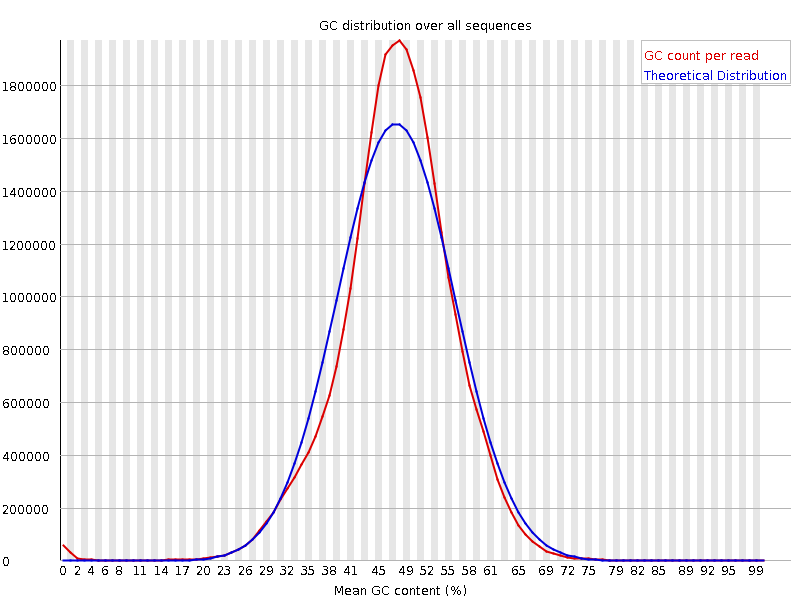 GC distribution over all sequences
GC count per read
Theoretical Distribution
1800000
1600000
1400000
1200000
1000000
800000
600000
400000
200000
0
0 2 4 6 8 11 14 17 20 23 26 29 32 35 38 41 45 49 52 55 58 61 65 69 72 75 79 82 85 89 92 95 99
Mean GC content (%)